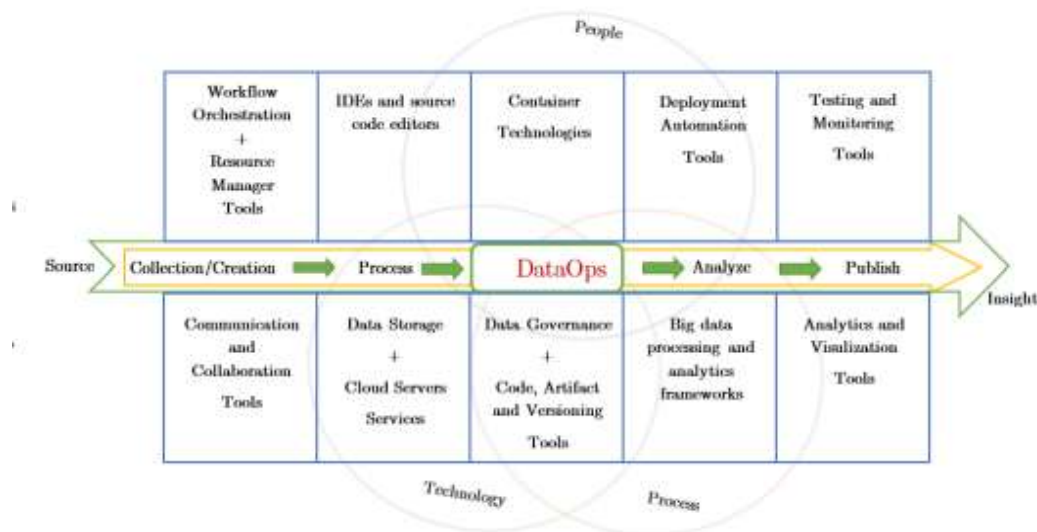 People
Workflow
Orchestration
+
Resource
Manager
Tools
IDEs and source
code editors
Container
Technologies
Deployment
Automation
Tools
Testing and
Monitoring
Tools
Source
Collection/Creation
Process
DataOps
Analyze
Publish
Insight
Communication
and
Collaboration
Tools
Data Storage
+
Cloud Servers
Services
Data Governance
+
Code, Artifact
and Versioning
Tools
Big data
processing and
analytics
frameworks
Analytics and
Visulization
Tools
Technology
Process